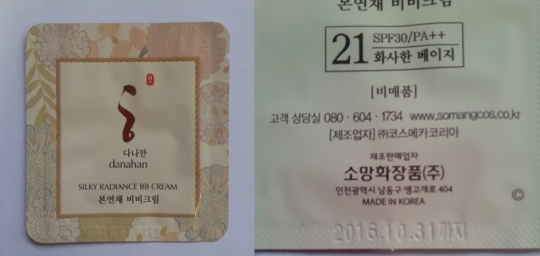 다나한
danahan
SILKY RADIANCE BB CREAM
본연채 비비크림
본연채 비비크림
21 SPF30/PA++
화사한 베이지
[비매품]
고객 상담실 080 · 604 · 1734 www.somangcos.co.kr
[제조업자] ㈜코스메카코리아
제조판매업자
소망화장품(주)
인천광역시 남동구 앵고개로 404
MADE IN KOREA
2016.10.31까지